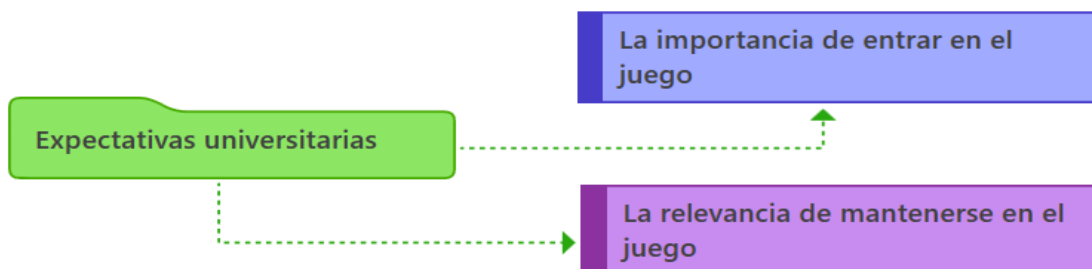 La importancia de entrar en el
juego
Expectativas universitarias
La relevancia de mantenerse en el
juego